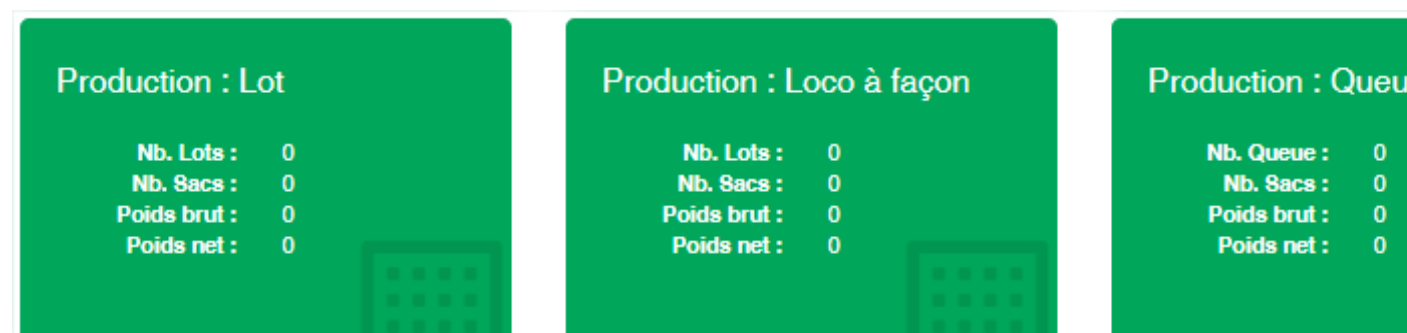 Production : Lot
Nb. Lots : 0
Nb. Sacs : 0
Poids brut : 0
Poids net : 0
Production : Loco à façon
Nb. Lots : 0
Nb. Sacs : 0
Poids brut : 0
Poids net : 0
Production : Queu
Nb. Queue : 0
Nb. Sacs : 0
Poids brut : 0
Poids net : 0